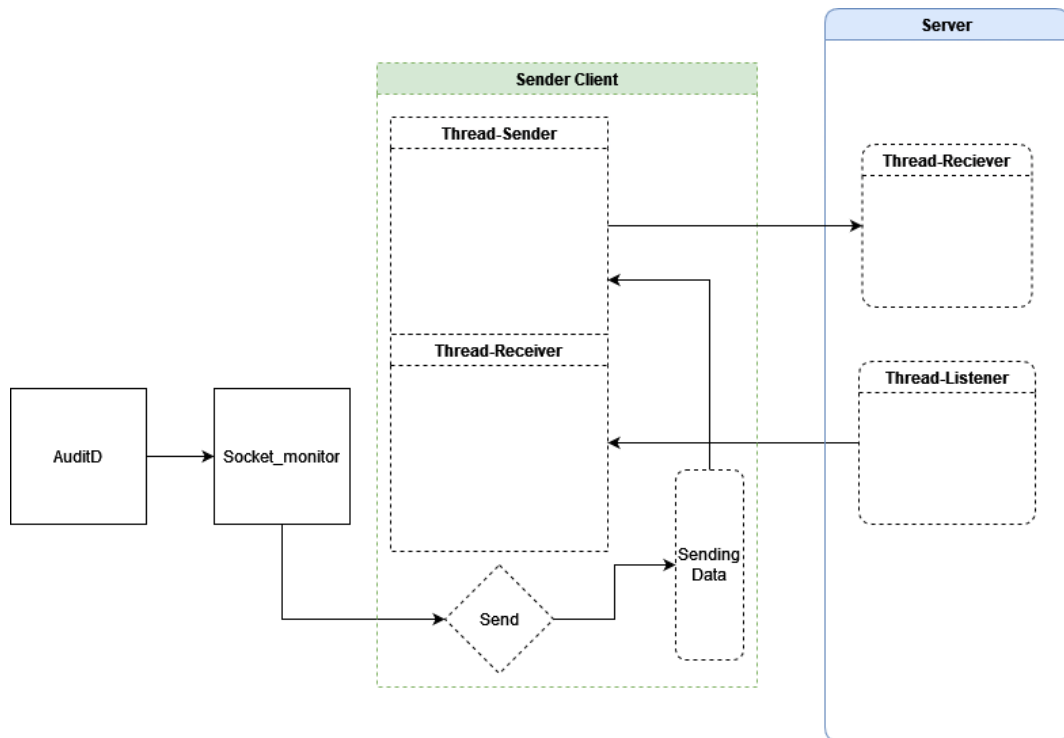 Server
Sender Client
Thread-Sender
Thread-Reciever
Thread-Receiver
Thread-Listener
AuditD
Socket_monitor
Sending
Data
Send